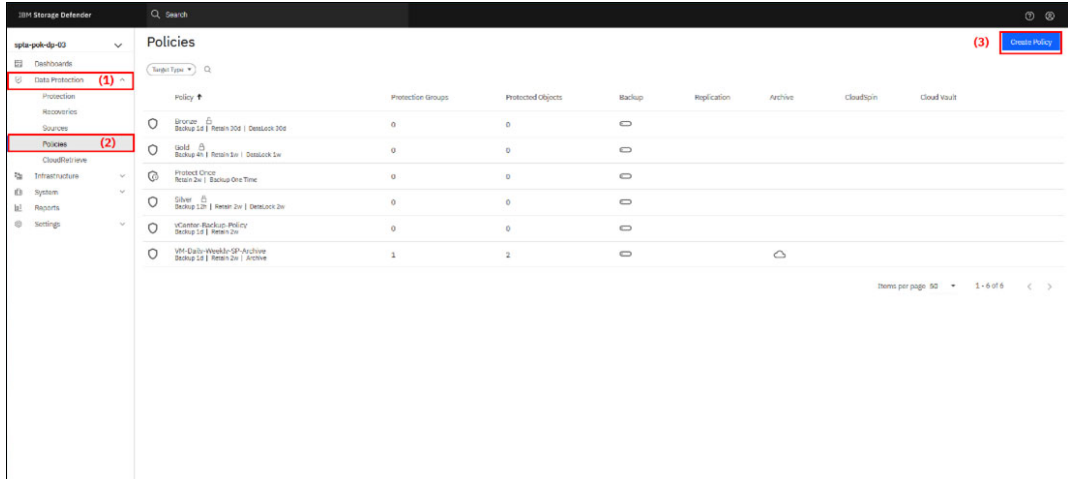 IBM Storage Defender
Search
spta-pok-dp-03
Policies
(3)
Create Policy
Dashboards
Target Type
Data Protection
(1)
Protection
Policy
Protection Groups
Protected Objects
Backup
Replication
Archive
CloudSpin
Cloud Vault
Recoveries
Sources
Policies
(2)
CloudRetrieve
Infrastructure
System
Reports
Settings
Bronze
0
0
Backup 1d | Retain 30d | DataLock 30d
Gold
0
0
Backup 4h | Retain 1w | DataLock 1w
Protect Once
0
0
Retain 2w | Backup One Time
Silver
0
0
Backup 12h | Retain 2w | DataLock 2w
vCenter-Backup-Policy
0
0
Backup 1d | Retain 2w
VM-Daily-Weekly-SP-Archive
1
2
Backup 1d | Retain 2w | Archive
Items per page 50
1 - 6 of 6